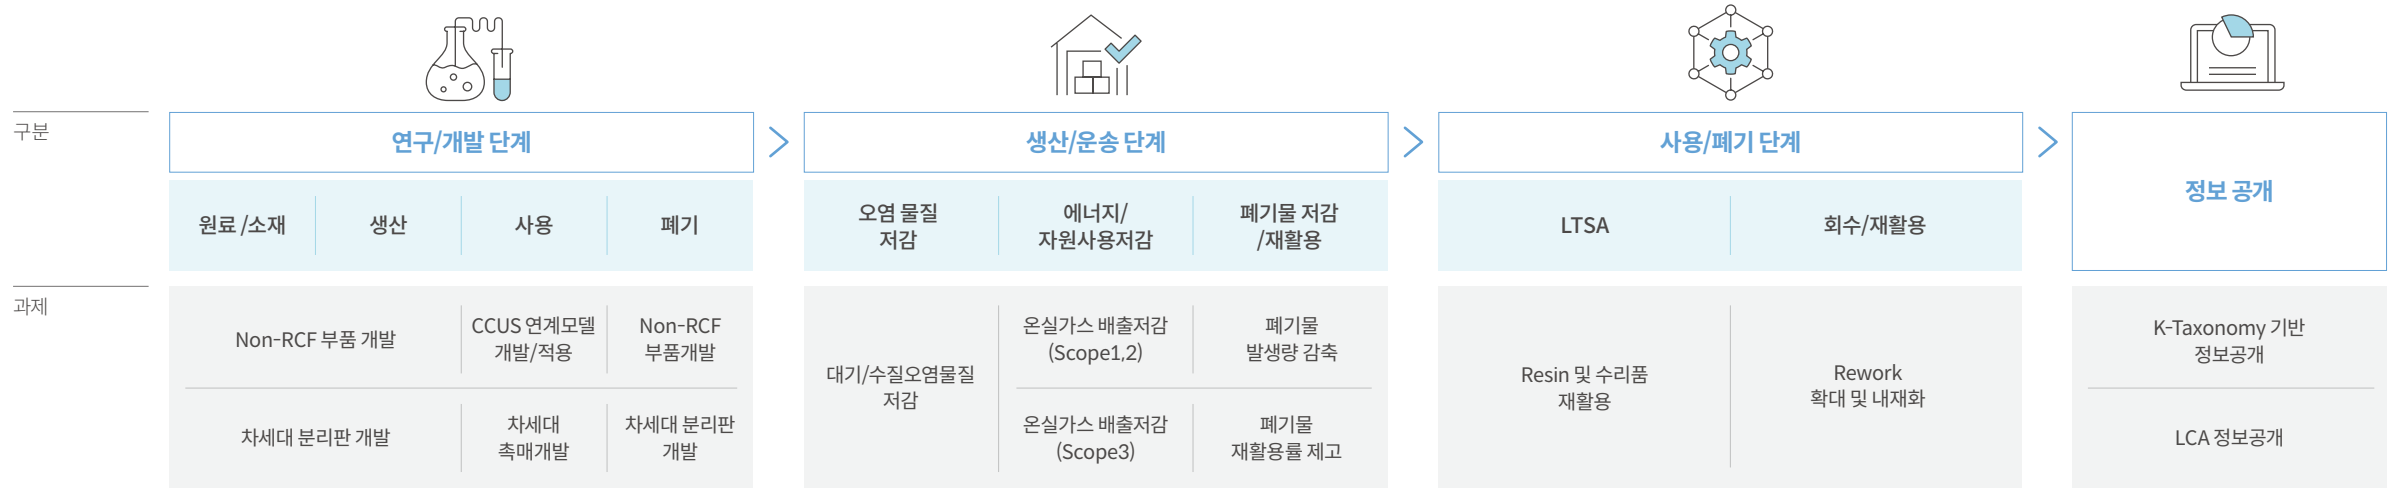 구분
연구/개발 단계
생산/운송 단계
사용/폐기 단계
정보 공개
원료 /소재
생산
사용
폐기
오염 물질
저감
에너지/
자원사용저감
폐기물 저감
/재활용
LTSA
회수/재활용
과제
Non-RCF 부품 개발
CCUS 연계모델
개발/적용
Non-RCF
부품개발
차세대 분리판 개발
차세대
촉매개발
차세대 분리판
개발
대기/수질오염물질
저감
온실가스 배출저감
(Scope1,2)
폐기물
발생량 감축
온실가스 배출저감
(Scope3)
폐기물
재활용률 제고
Resin 및 수리품
재활용
Rework
확대 및 내재화
K-Taxonomy 기반
정보공개
LCA 정보공개